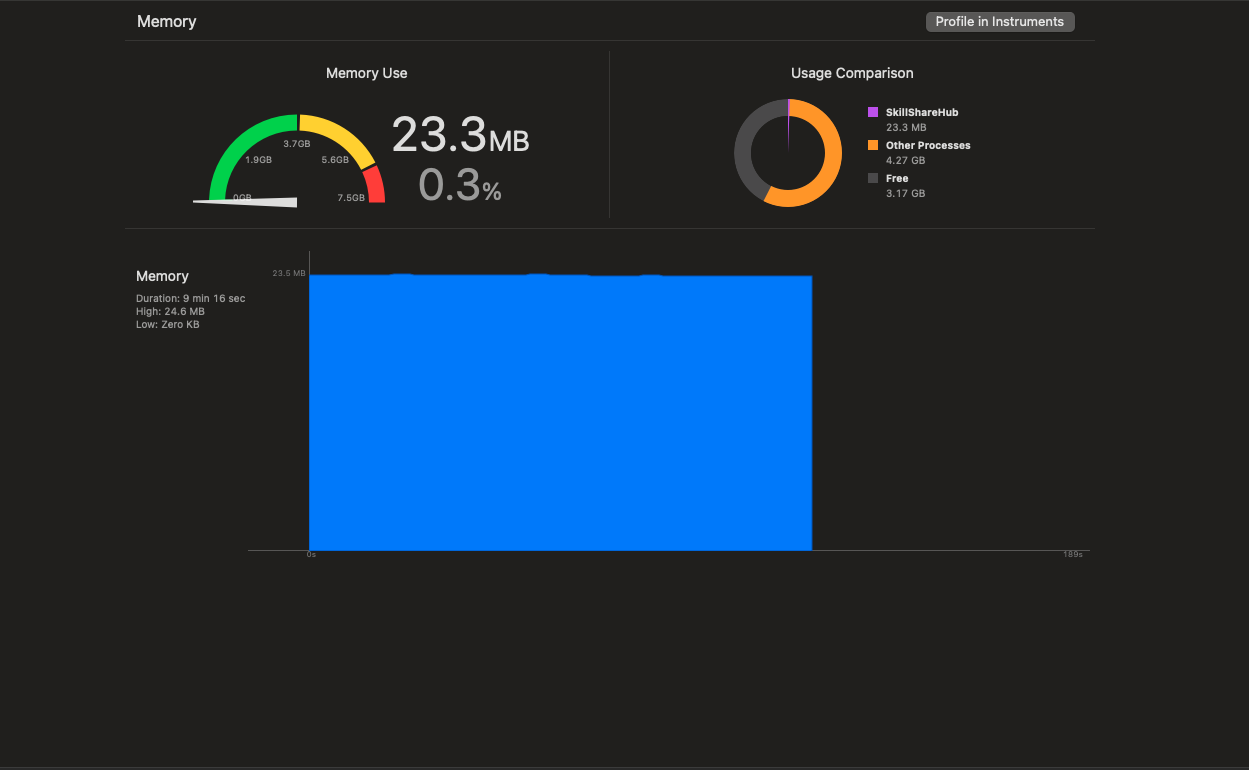 Memory
Profile in Instruments
Memory Use
Usage Comparison
3.7GB
1.9GB
5.6GB
0GB
7.5GB
23.3MB
0.3%
SkillShareHub
23.3 MB
Other Processes
4.27 GB
Free
3.17 GB
Memory
Duration: 9 min 16 sec
High: 24.6 MB
Low: Zero KB
23.5 MB
0s
189s